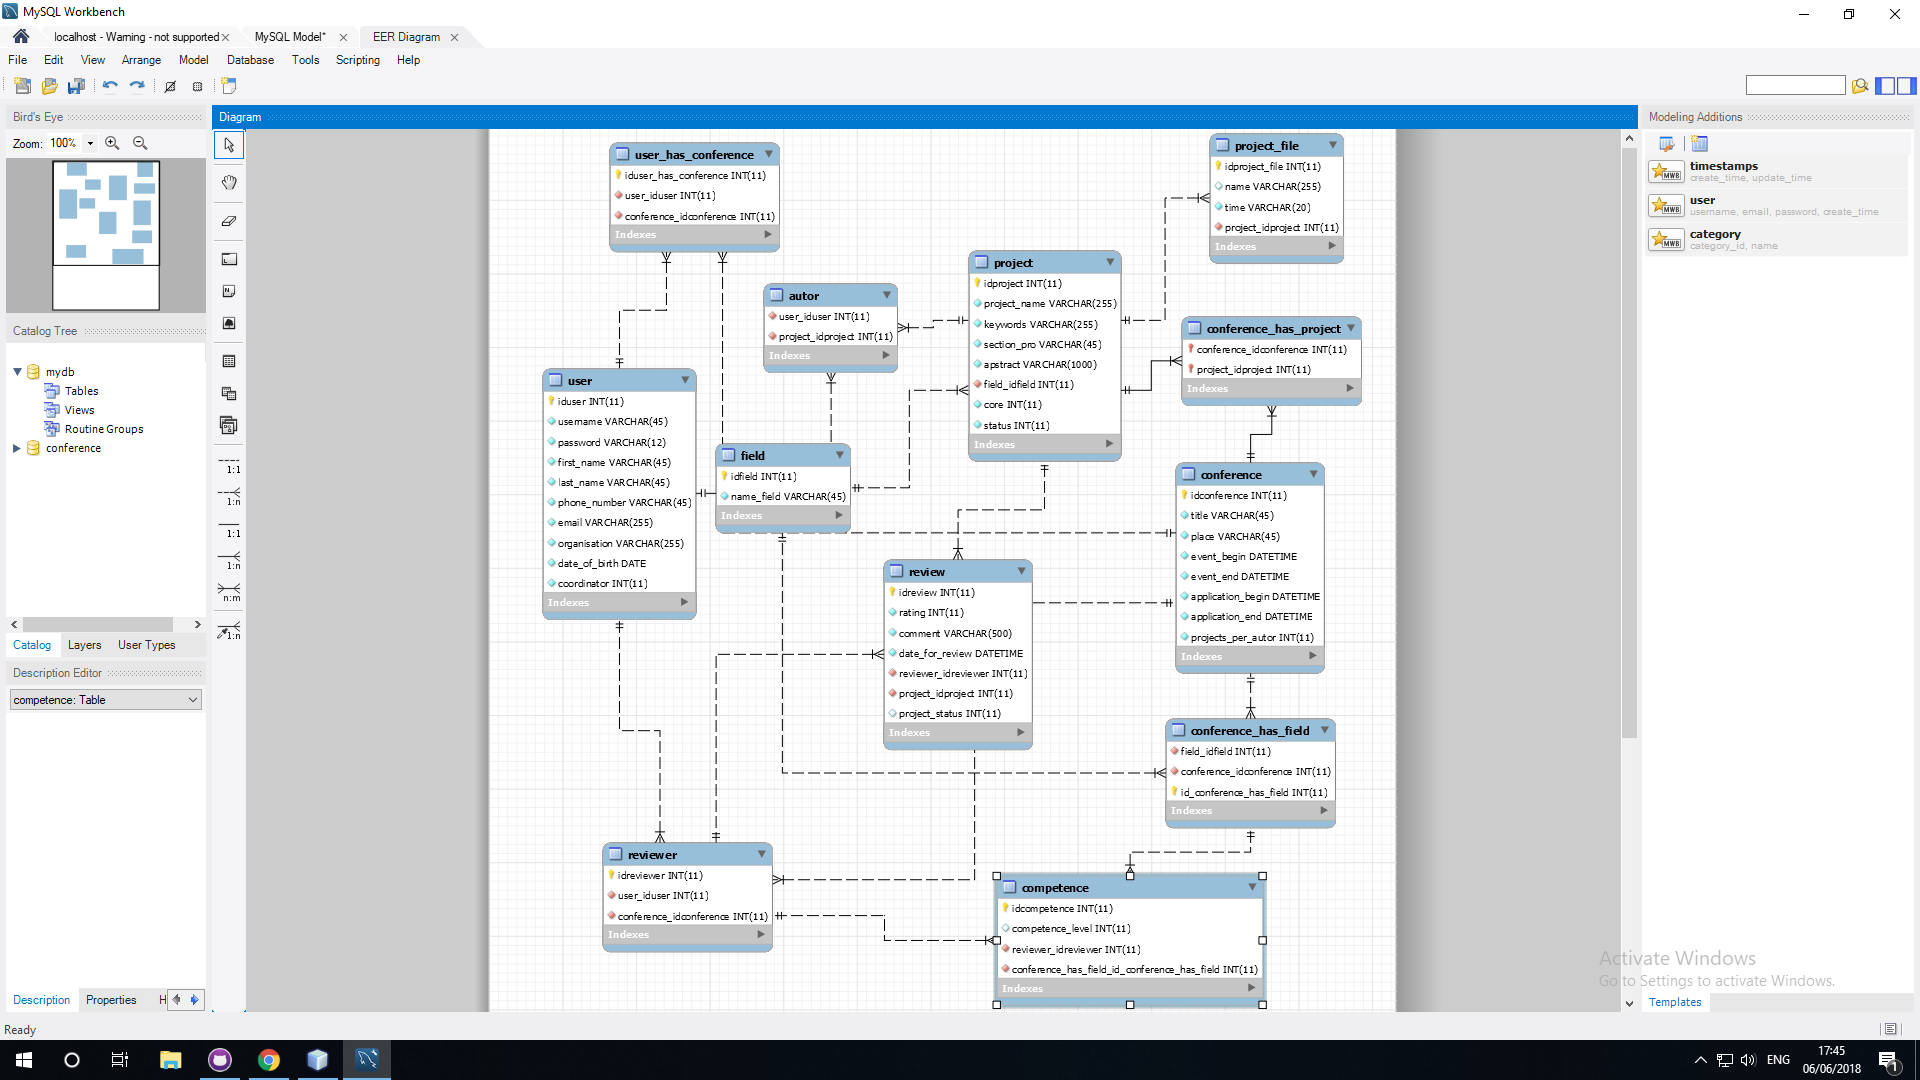 MySQL Workbench
localhost - Warning - not supported
MySQL Model*
EER Diagram
File Edit View Arrange Model Database Tools Scripting Help
Bird's Eye
Zoom: 100%
Catalog Tree
mydb
Tables
Views
Routine Groups
conference
Catalog Layers User Types
Description Editor
competence: Table
Description Properties H
Ready
Diagram
1:1
1:n
1:1
1:n
n:m
1:n
user_has_conference
iduser_has_conference INT(11)
user_iduser INT(11)
conference_idconference INT(11)
Indexes
project_file
idproject_file INT(11)
name VARCHAR(255)
time VARCHAR(20)
project_idproject INT(11)
Indexes
project
idproject INT(11)
project_name VARCHAR(255)
keywords VARCHAR(255)
section_pro VARCHAR(45)
apstract VARCHAR(1000)
field_idfield INT(11)
core INT(11)
status INT(11)
Indexes
autor
user_iduser INT(11)
project_idproject INT(11)
Indexes
conference_has_project
conference_idconference INT(11)
project_idproject INT(11)
Indexes
user
iduser INT(11)
username VARCHAR(45)
password VARCHAR(12)
first_name VARCHAR(45)
last_name VARCHAR(45)
phone_number VARCHAR(45)
email VARCHAR(255)
organisation VARCHAR(255)
date_of_birth DATE
coordinator INT(11)
Indexes
field
idfield INT(11)
name_field VARCHAR(45)
Indexes
conference
idconference INT(11)
title VARCHAR(45)
place VARCHAR(45)
event_begin DATETIME
event_end DATETIME
application_begin DATETIME
application_end DATETIME
projects_per_autor INT(11)
Indexes
review
idreview INT(11)
rating INT(11)
comment VARCHAR(500)
date_for_review DATETIME
reviewer_idreviewer INT(11)
project_idproject INT(11)
project_status INT(11)
Indexes
conference_has_field
field_idfield INT(11)
conference_idconference INT(11)
id_conference_has_field INT(11)
Indexes
reviewer
idreviewer INT(11)
user_iduser INT(11)
conference_idconference INT(11)
Indexes
competence
idcompetence INT(11)
competence_level INT(11)
reviewer_idreviewer INT(11)
conference_has_field_id_conference_has_field INT(11)
Indexes
Modeling Additions
MWB
timestamps
create_time, update_time
MWB
user
username, email, password, create_time
MWB
category
category_id, name
Activate Windows
Go to Settings to activate Windows.
Templates
ENG
17:45
06/06/2018
1